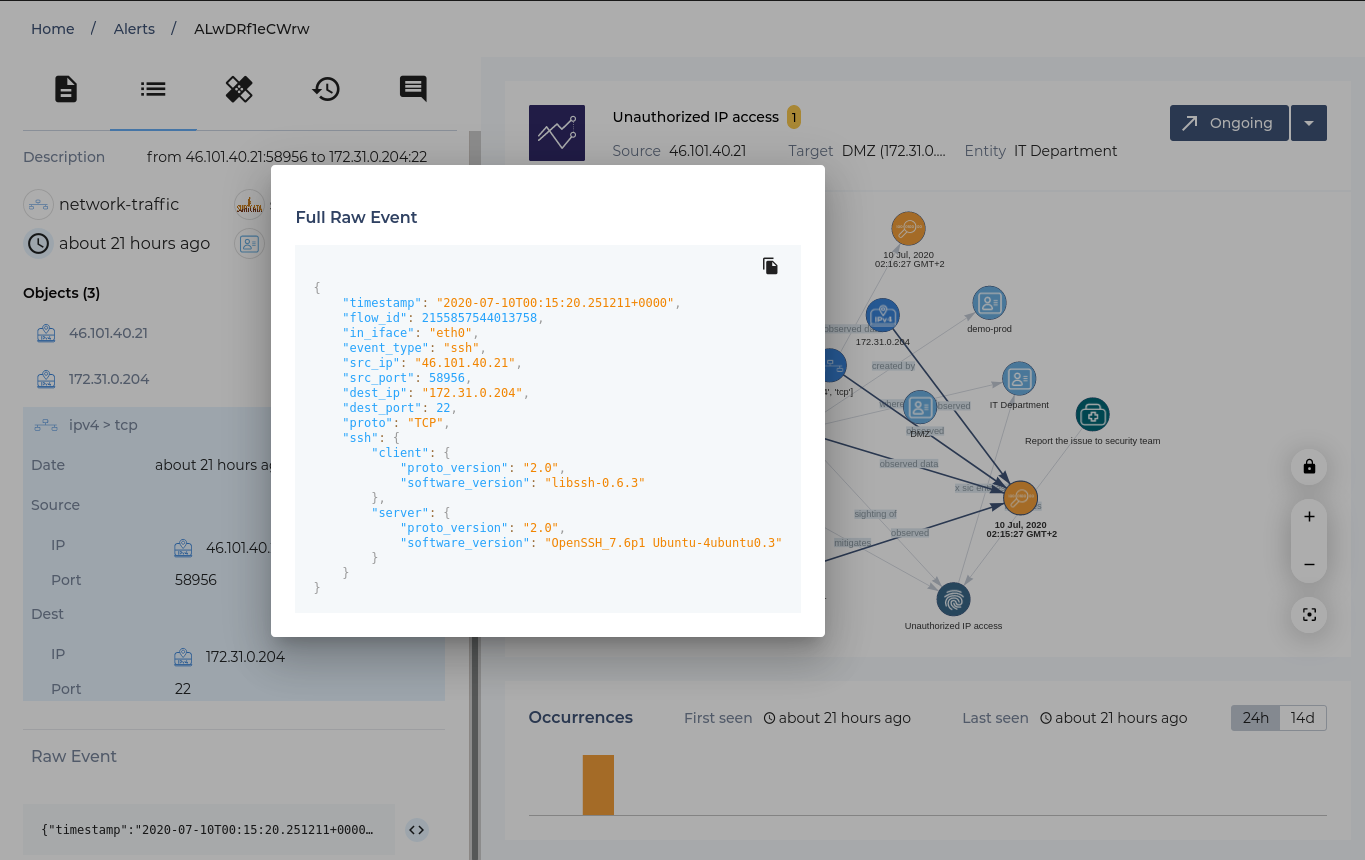 Home / Alerts / ALwDRf1eCWrw
Description from 46.101.40.21:58956 to 172.31.0.204:22
network-traffic
about 21 hours ago
Objects (3)
46.101.40.21
172.31.0.204
ipv4 > tcp
Date about 21 hours
Source
IP 46.101.40.
Port 58956
Dest
IP 172.31.0.204
Port 22
Raw Event
{"timestamp":"2020-07-10T00:15:20.251211+0000…
Unauthorized IP access 1
Source 46.101.40.21 Target DMZ (172.31.0.... Entity IT Department
Ongoing
Full Raw Event
{
"timestamp": "2020-07-10T00:15:20.251211+0000",
"flow_id": 2155857544013758,
"in_iface": "eth0",
"event_type": "ssh",
"src_ip": "46.101.40.21",
"src_port": 58956,
"dest_ip": "172.31.0.204",
"dest_port": 22,
"proto": "TCP",
"ssh": {
"client": {
"proto_version": "2.0",
"software_version": "libssh-0.6.3"
},
"server": {
"proto_version": "2.0",
"software_version": "OpenSSH_7.6p1 Ubuntu-4ubuntu0.3"
}
}
}
10 Jul, 2020
02:16:27 GMT+2
demo-prod
IPv4
observed
172.31.0.204
created by
', 'tcp']
IT Department
observed
DMZ
Report the issue to security team
observed data
sighting of
10 Jul, 2020
02:15:27 GMT+2
observed
mitigates
Unauthorized IP access
Occurrences First seen about 21 hours ago Last seen about 21 hours ago 24h 14d